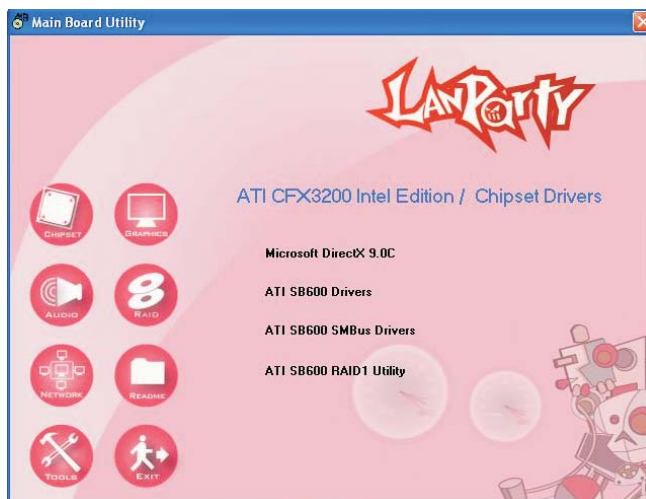 Main Board Utility
LANPARTY
ATI CFX3200 Intel Edition / Chipset Drivers
CHIPSET
GRAPHICS
Microsoft DirectX 9.0C
ATI SB600 Drivers
AUDIO
RAID
ATI SB600 SMBus Drivers
ATI SB600 RAID1 Utility
NETWORK
README
TOOLS
EXIT